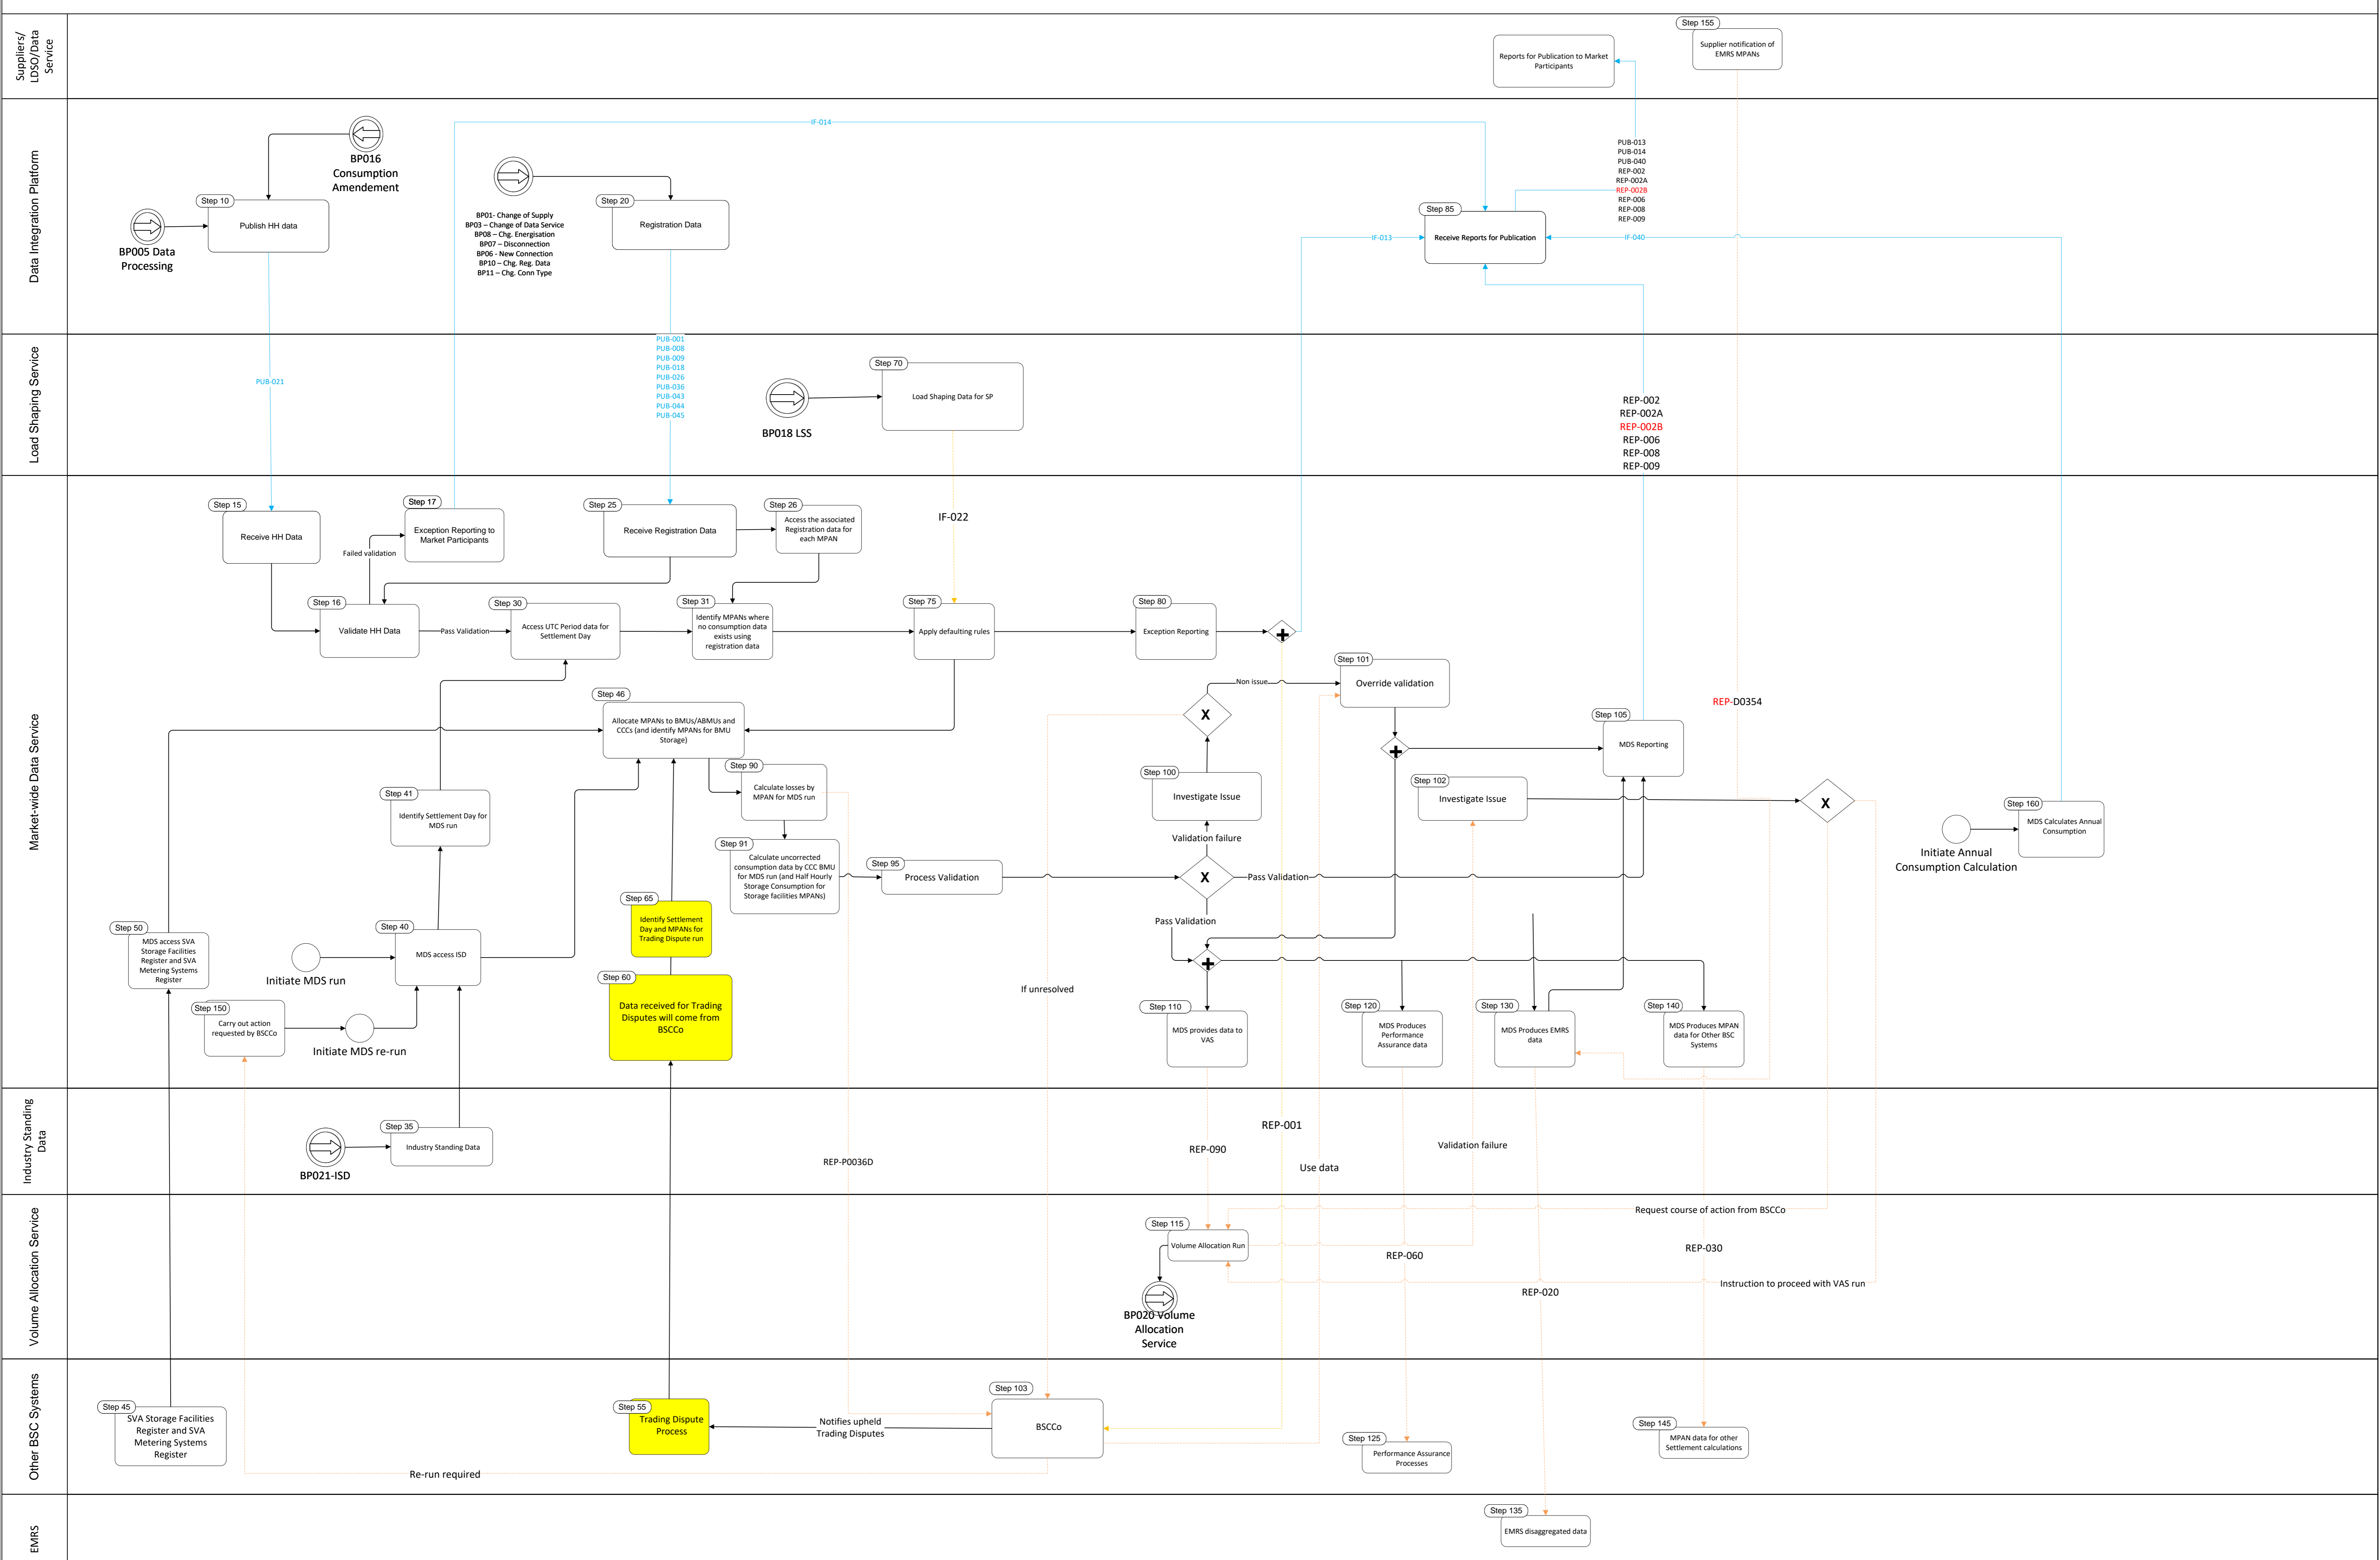 Suppliers/
LDSO/Data
Service
Step 155
Supplier notification of
EMRS MPANs
Reports for Publication to Market
Participants
Data Integration Platform
BP016
Consumption
Amendement
Step 10
Publish HH data
BP005 Data
Processing
IF-014
BP01- Change of Supply
BP03 – Change of Data Service
BP08 – Chg. Energisation
BP07 – Disconnection
BP06 - New Connection
BP10 – Chg. Reg. Data
BP11 – Chg. Conn Type
Step 20
Registration Data
Step 85
Receive Reports for Publication
IF-013
IF-040
PUB-013
PUB-014
PUB-040
REP-002
REP-002A
REP-002B
REP-006
REP-008
REP-009
Load Shaping Service
PUB-021
PUB-001
PUB-008
PUB-009
PUB-018
PUB-026
PUB-036
PUB-043
PUB-044
PUB-045
BP018 LSS
Step 70
Load Shaping Data for SP
REP-002
REP-002A
REP-002B
REP-006
REP-008
REP-009
Market-wide Data Service
Step 15
Receive HH Data
Step 17
Exception Reporting to
Market Participants
Failed validation
Step 25
Receive Registration Data
Step 26
Access the associated
Registration data for
each MPAN
IF-022
Step 16
Validate HH Data
Pass Validation
Step 30
Access UTC Period data for
Settlement Day
Step 31
Identify MPANs where
no consumption data
exists using
registration data
Step 75
Apply defaulting rules
Step 80
Exception Reporting
Step 46
Allocate MPANs to BMUs/ABMUs and
CCCs (and identify MPANs for BMU
Storage)
Step 90
Calculate losses by
MPAN for MDS run
Step 91
Calculate uncorrected
consumption data by CCC BMU
for MDS run (and Half Hourly
Storage Consumption for
Storage facilities MPANs)
Step 95
Process Validation
Step 41
Identify Settlement Day for
MDS run
Step 65
Identify Settlement
Day and MPANs for
Trading Dispute run
Step 60
Data received for Trading
Disputes will come from
BSCCo
Step 50
MDS access SVA
Storage Facilities
Register and SVA
Metering Systems
Register
Initiate MDS run
Step 40
MDS access ISD
Step 150
Carry out action
requested by BSCCo
Initiate MDS re-run
Non issue
X
Step 101
Override validation
Step 100
Investigate Issue
Validation failure
X
Pass Validation
Pass Validation
Step 102
Investigate Issue
Step 105
MDS Reporting
REP-D0354
X
Step 160
MDS Calculates Annual
Consumption
Initiate Annual
Consumption Calculation
If unresolved
Step 110
MDS provides data to
VAS
Step 120
MDS Produces
Performance
Assurance data
Step 130
MDS Produces EMRS
data
Step 140
MDS Produces MPAN
data for Other BSC
Systems
Industry Standing
Data
BP021-ISD
Step 35
Industry Standing Data
REP-P0036D
REP-090
REP-001
Use data
Validation failure
Volume Allocation Service
Step 115
Volume Allocation Run
BP020 Volume
Allocation
Service
REP-060
REP-020
Request course of action from BSCCo
REP-030
Instruction to proceed with VAS run
Other BSC Systems
Step 45
SVA Storage Facilities
Register and SVA
Metering Systems
Register
Re-run required
Step 55
Trading Dispute
Process
Notifies upheld
Trading Disputes
Step 103
BSCCo
Step 125
Performance Assurance
Processes
Step 145
MPAN data for other
Settlement calculations
EMRS
Step 135
EMRS disaggregated data